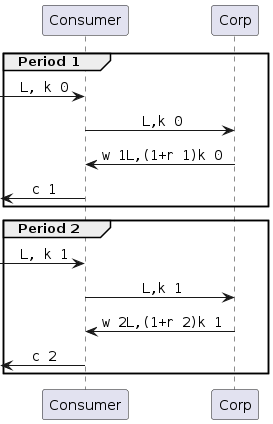 Consumer Corp
Period 1
L, k 0
L,k 0
w 1L,(1+r 1)k 0
c 1
Period 2
L, k 1
L,k 1
w 2L,(1+r 2)k 1
c 2
Consumer Corp